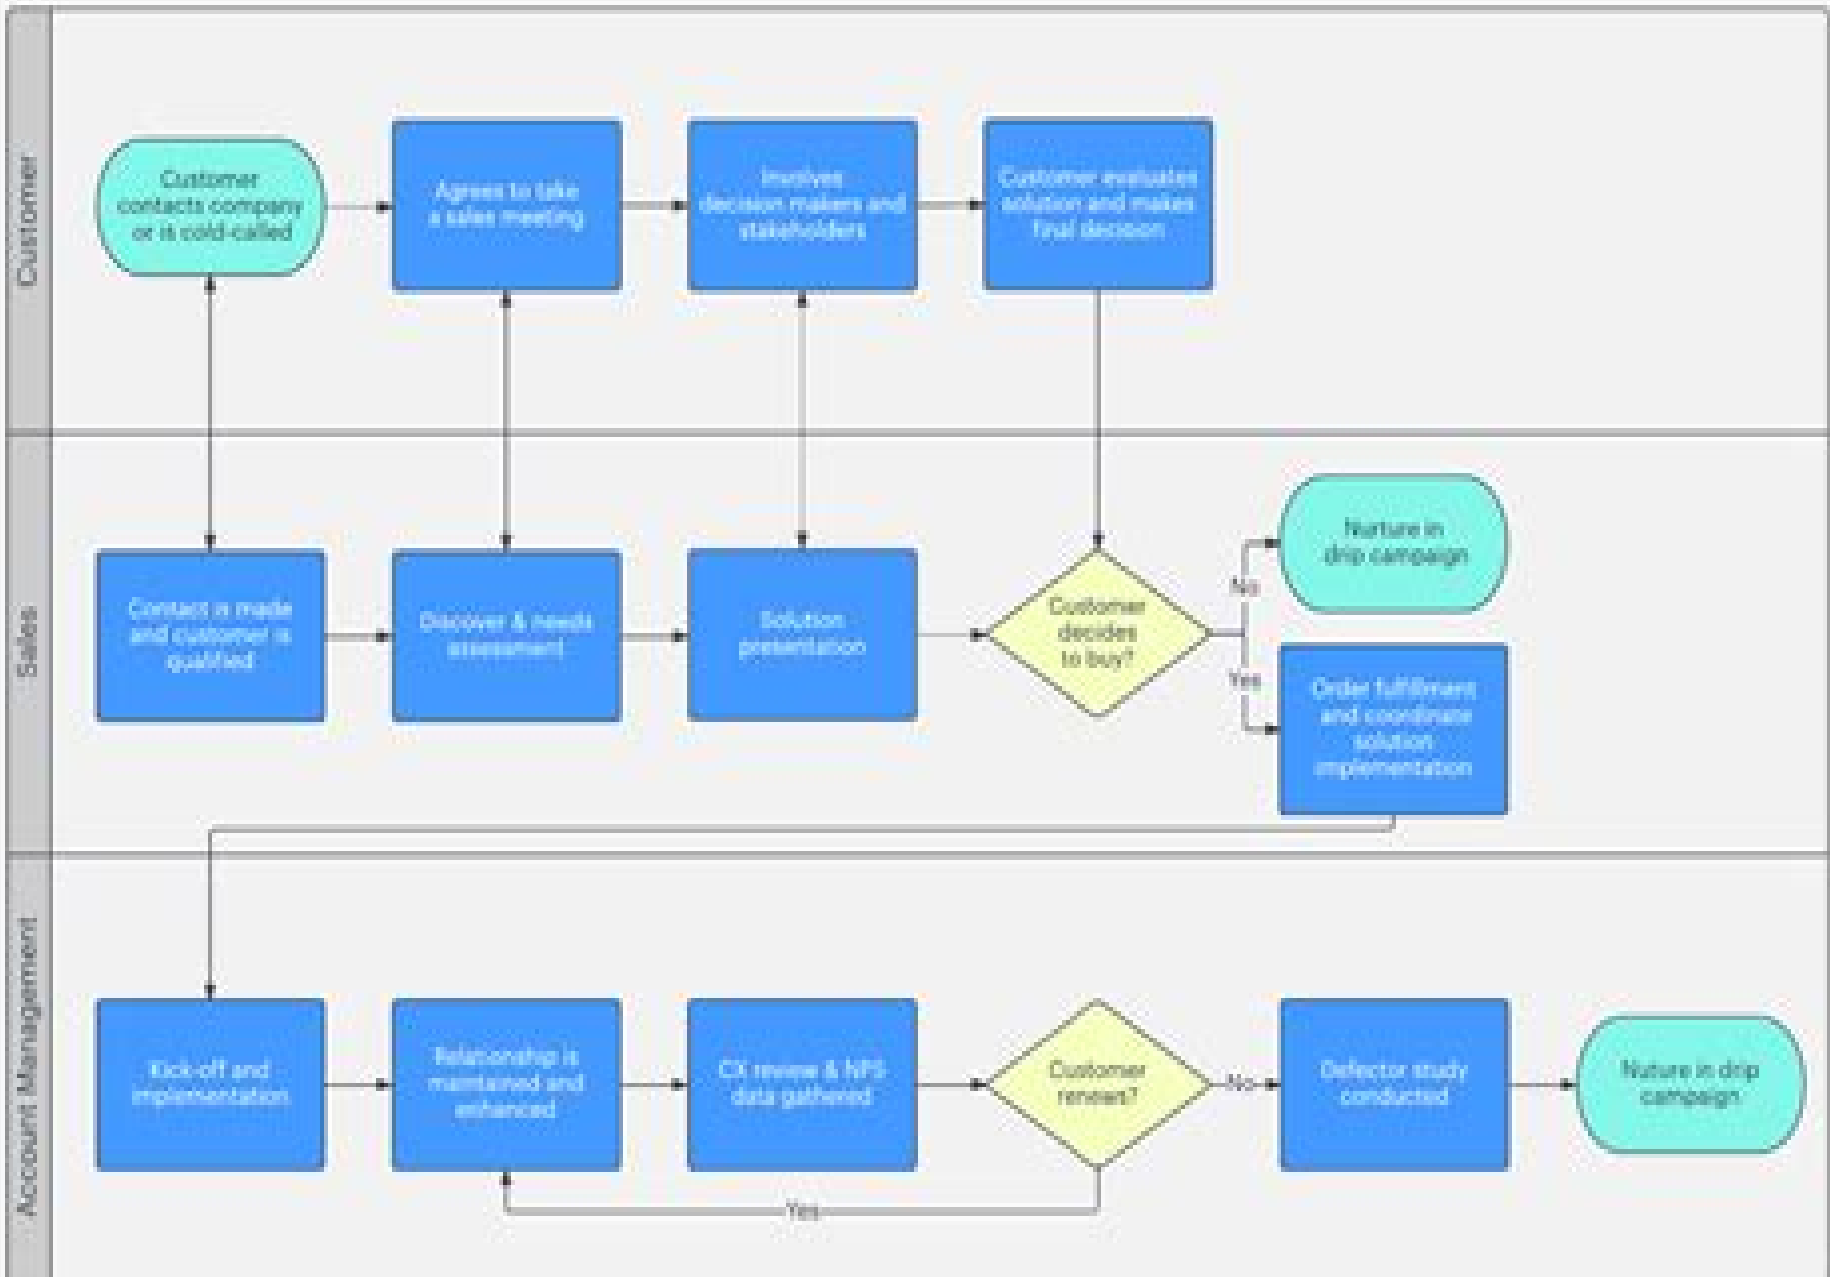 Customer
Customer
contacts company
or is cold-called
Agrees to take
a sales meeting
Involves
decision makers and
stakeholders
Customer evaluates
solution and makes
final decision
Sales
Contact is made
and customer is
qualified
Discover & needs
assessment
Solution
presentation
Customer
decides
to buy?
No
Yes
Nurture in
drip campaign
Order fulfillment
and coordinate
solution
implementation
Account Management
Kick-off and
implementation
Relationship is
maintained and
enhanced
CX review & NPS
data gathered
Customer
renews?
No
Yes
Defector study
conducted
Nuture in drip
campaign